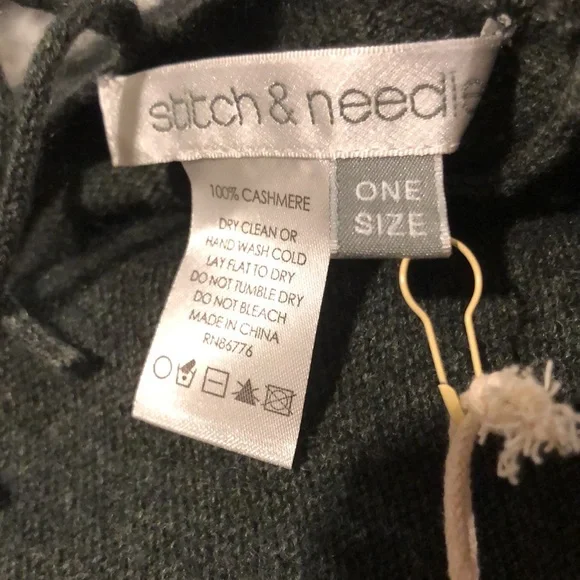 stitch & needle
100% CASHMERE
DRY CLEAN OR
HAND WASH COLD
LAY FLAT TO DRY
DO NOT TUMBLE DRY
DO NOT BLEACH
MADE IN CHINA
RN86776
ONE
SIZE